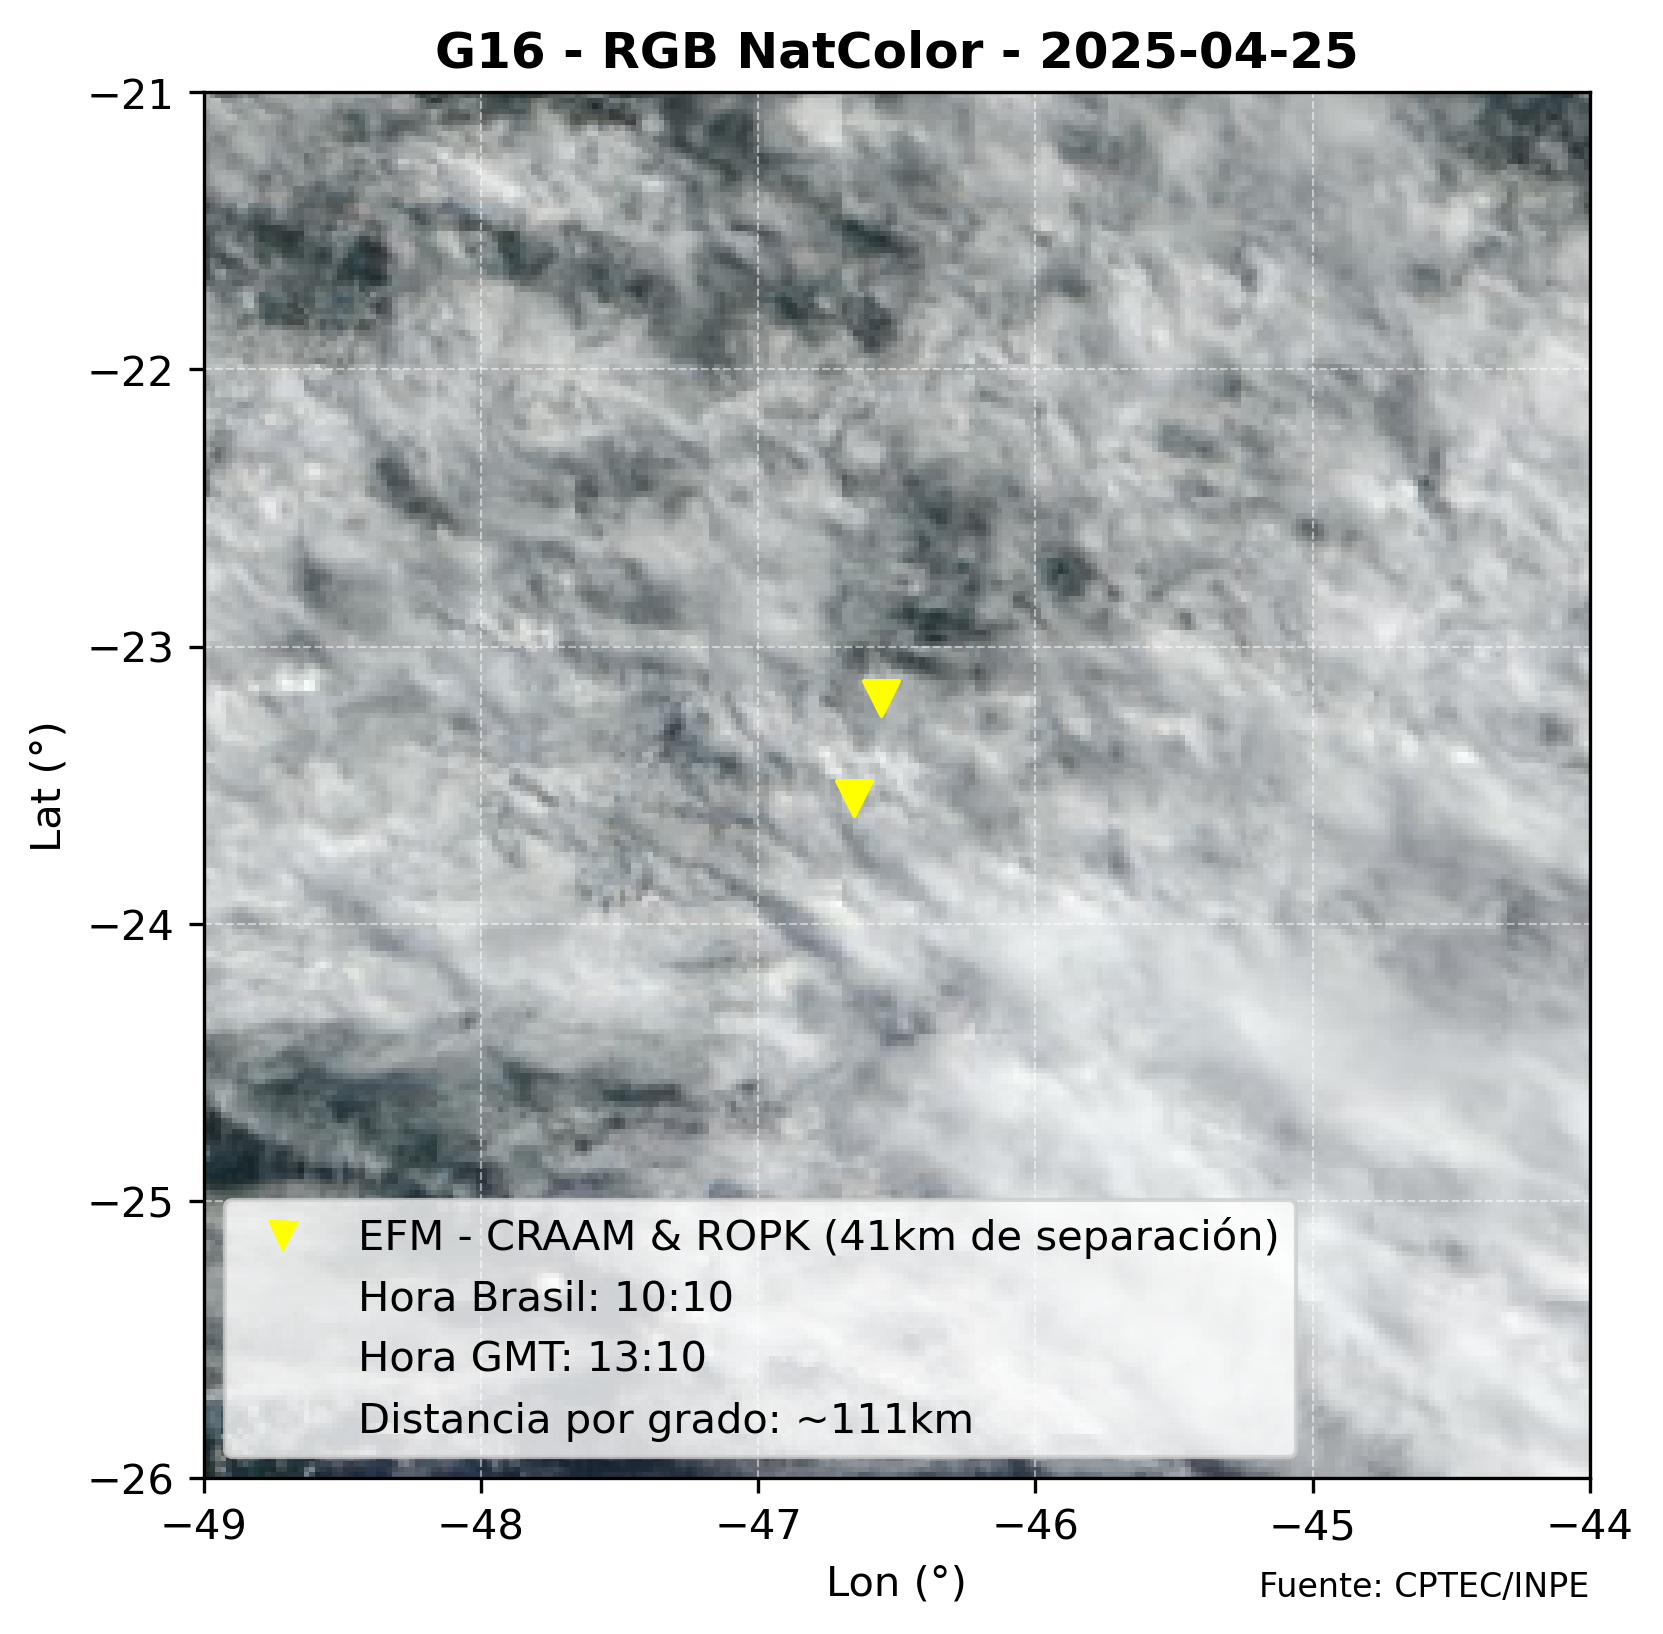 G16 - RGB NatColor - 2025-04-25
−21
−22
−23
−24
−25
−26
Lat (°)
EFM - CRAAM & ROPK (41km de separación)
Hora Brasil: 10:10
Hora GMT: 13:10
Distancia por grado: ~111km
−49 −48 −47 −46 −45 −44
Lon (°)
Fuente: CPTEC/INPE